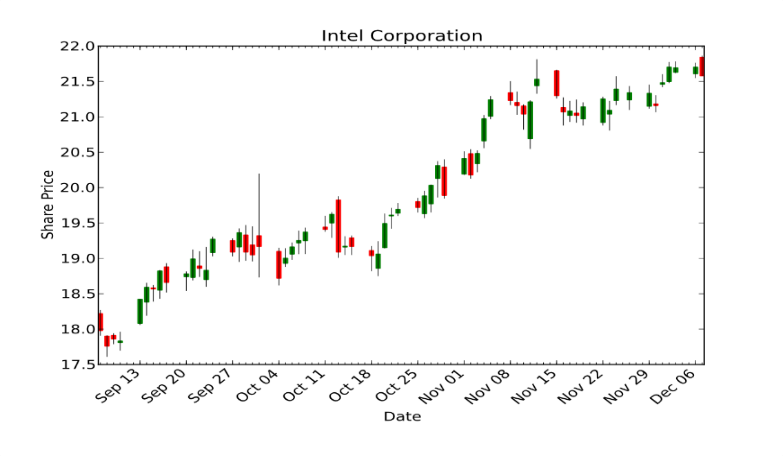 Intel Corporation
22.0
21.5
21.0
20.5
20.0
19.5
19.0
18.5
18.0
17.5
Share Price
Sep 13
Sep 20
Sep 27
Oct 04
Oct 11
Oct 18
Oct 25
Nov 01
Nov 08
Nov 15
Nov 22
Nov 29
Dec 06
Date